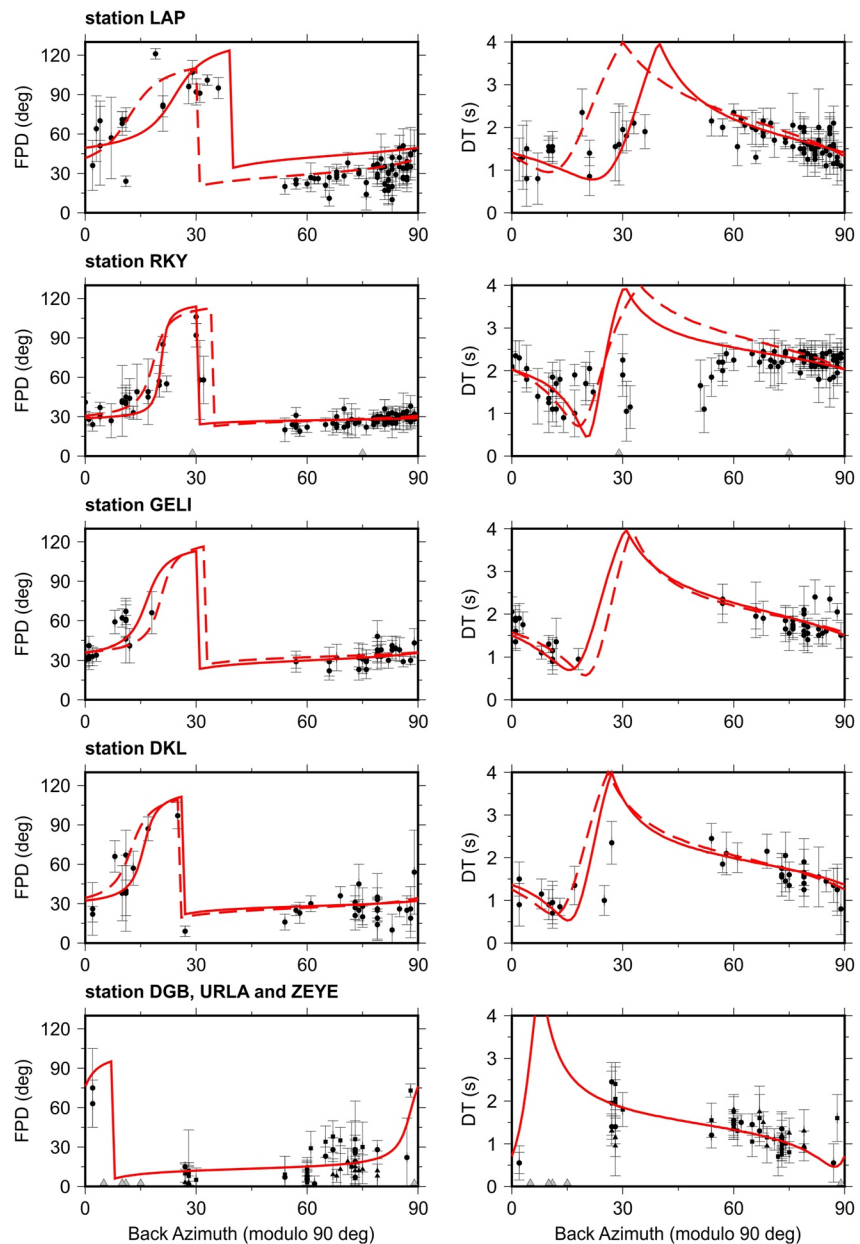 station LAP
FPD (deg)
120
90
60
30
0
0 30 60 90
DT (s)
4
3
2
1
0
0 30 60 90
station RKY
FPD (deg)
120
90
60
30
0
0 30 60 90
DT (s)
4
3
2
1
0
0 30 60 90
station GELI
FPD (deg)
120
90
60
30
0
0 30 60 90
DT (s)
4
3
2
1
0
0 30 60 90
station DKL
FPD (deg)
120
90
60
30
0
0 30 60 90
DT (s)
4
3
2
1
0
0 30 60 90
station DGB, URLA and ZEYE
FPD (deg)
120
90
60
30
0
0 30 60 90
Back Azimuth (modulo 90 deg)
DT (s)
4
3
2
1
0
0 30 60 90
Back Azimuth (modulo 90 deg)